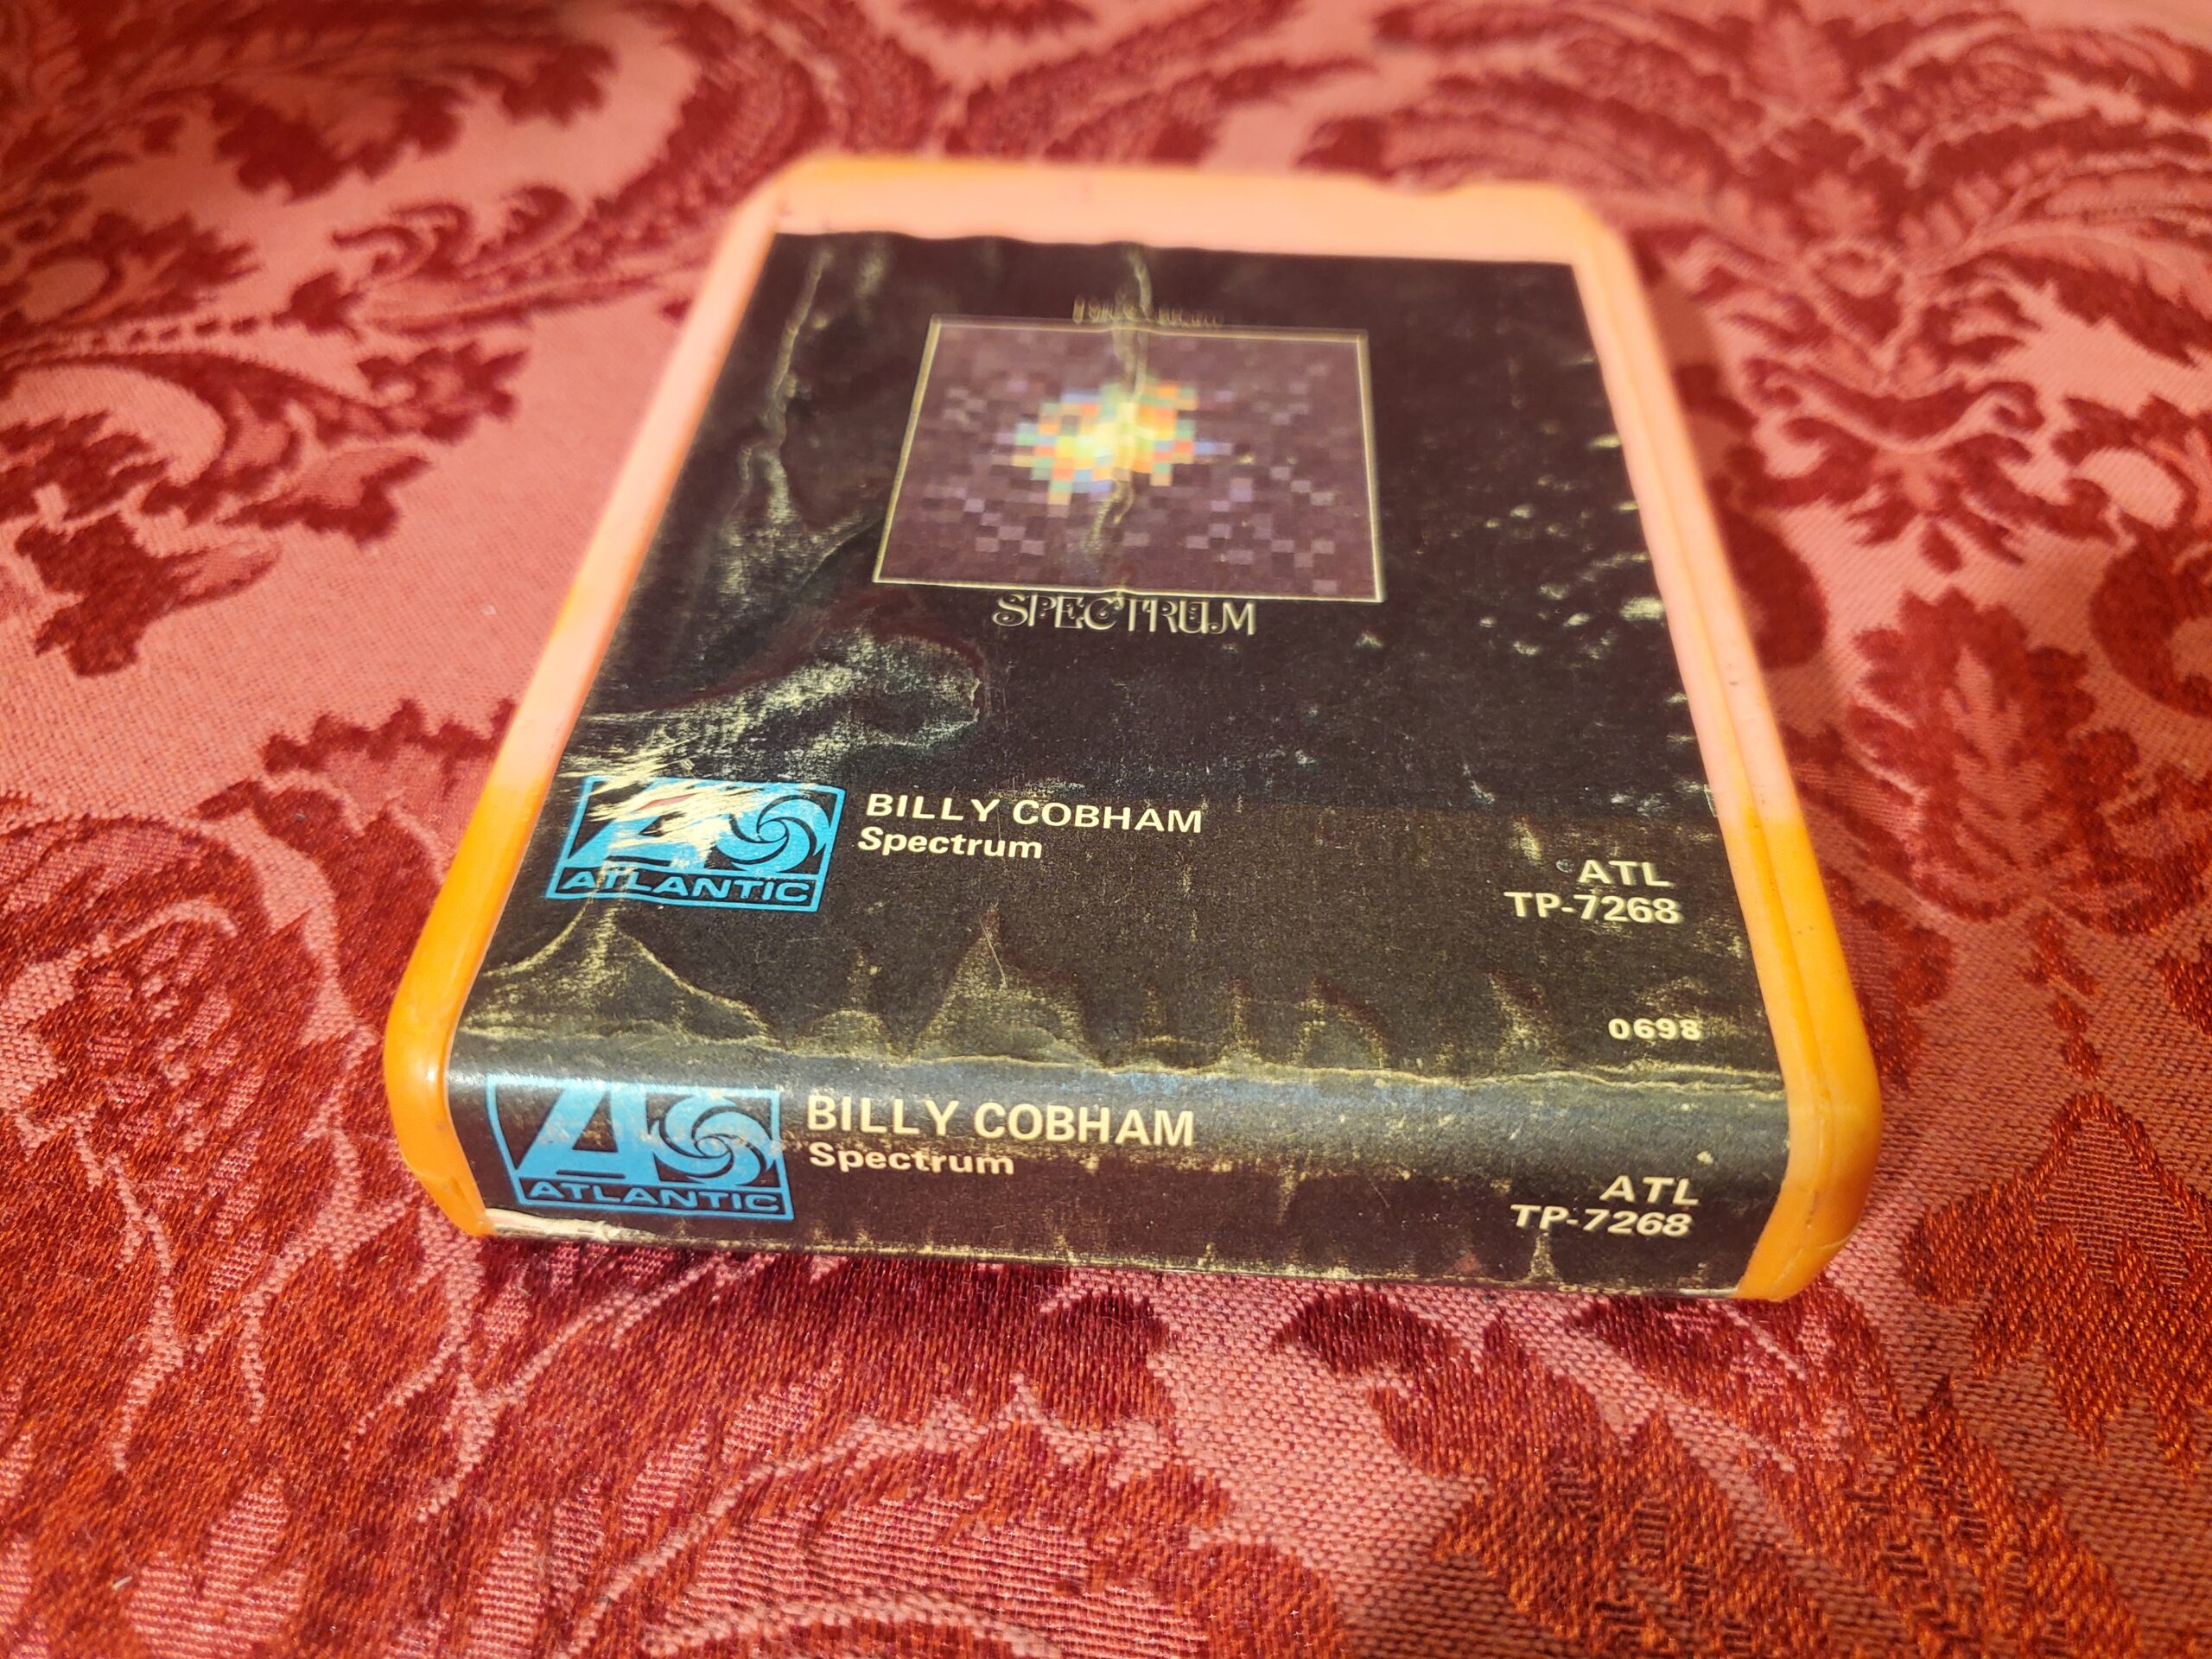 SPECTRUM
ATLANTIC
BILLY COBHAM
Spectrum
ATL
TP-7268
0698
ATLANTIC
BILLY COBHAM
Spectrum
ATL
TP-7268